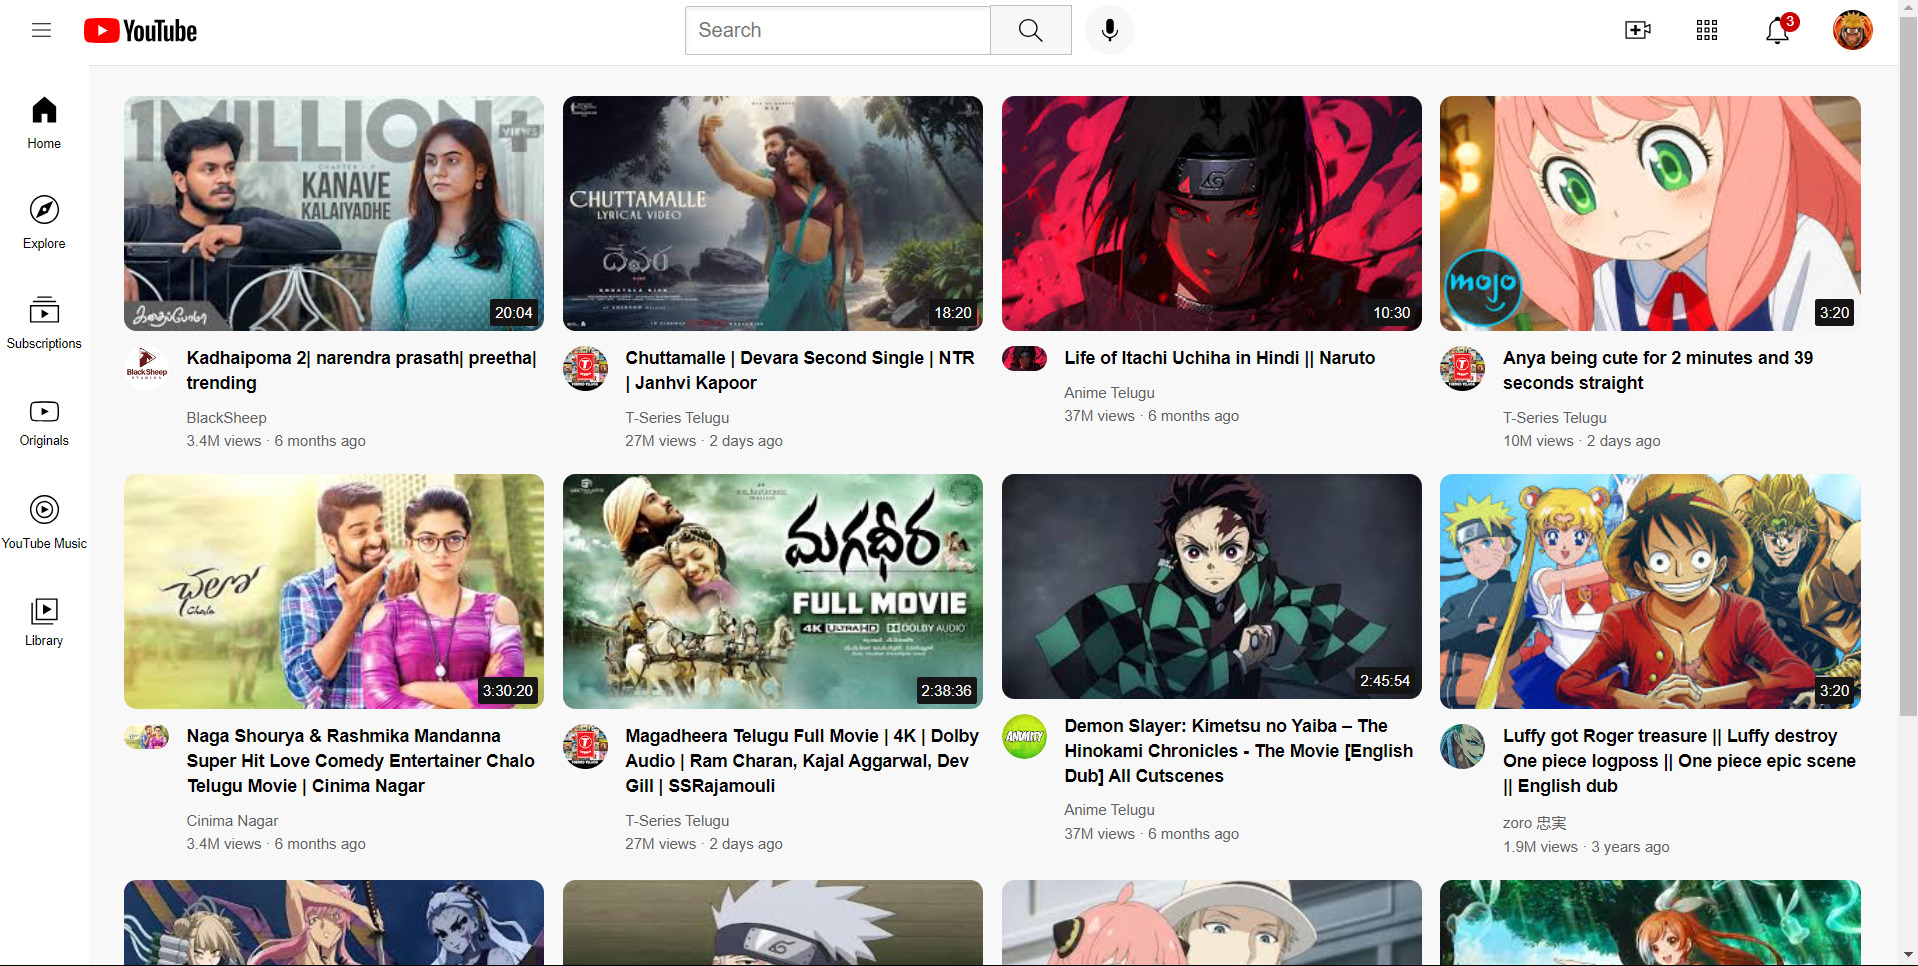 YouTube
Search
3
Home
Explore
Subscriptions
Originals
YouTube Music
Library
1MILLION+
VIEWS
KANAVE
KALAIYADHE
20:04
CHUTTAMALLE
LYRICAL VIDEO
దేవర
KORATALA SIVA
18:20
10:30
mojo
3:20
BlackSheep
Kadhaipoma 2| narendra prasath| preetha|
trending
BlackSheep
3.4M views · 6 months ago
Chuttamalle | Devara Second Single | NTR
| Janhvi Kapoor
T-Series Telugu
27M views · 2 days ago
Life of Itachi Uchiha in Hindi || Naruto
Anime Telugu
37M views · 6 months ago
Anya being cute for 2 minutes and 39
seconds straight
T-Series Telugu
10M views · 2 days ago
ఛలో
Chalo
3:30:20
మగధీర
FULL MOVIE
4K ULTRA HD DOLBY AUDIO
2:38:36
2:45:54
3:20
Naga Shourya & Rashmika Mandanna
Super Hit Love Comedy Entertainer Chalo
Telugu Movie | Cinima Nagar
Cinima Nagar
3.4M views · 6 months ago
Magadheera Telugu Full Movie | 4K | Dolby
Audio | Ram Charan, Kajal Aggarwal, Dev
Gill | SSRajamouli
T-Series Telugu
27M views · 2 days ago
ANIMITY
Demon Slayer: Kimetsu no Yaiba – The
Hinokami Chronicles - The Movie [English
Dub] All Cutscenes
Anime Telugu
37M views · 6 months ago
Luffy got Roger treasure || Luffy destroy
One piece logposs || One piece epic scene
|| English dub
zoro 忠実
1.9M views · 3 years ago